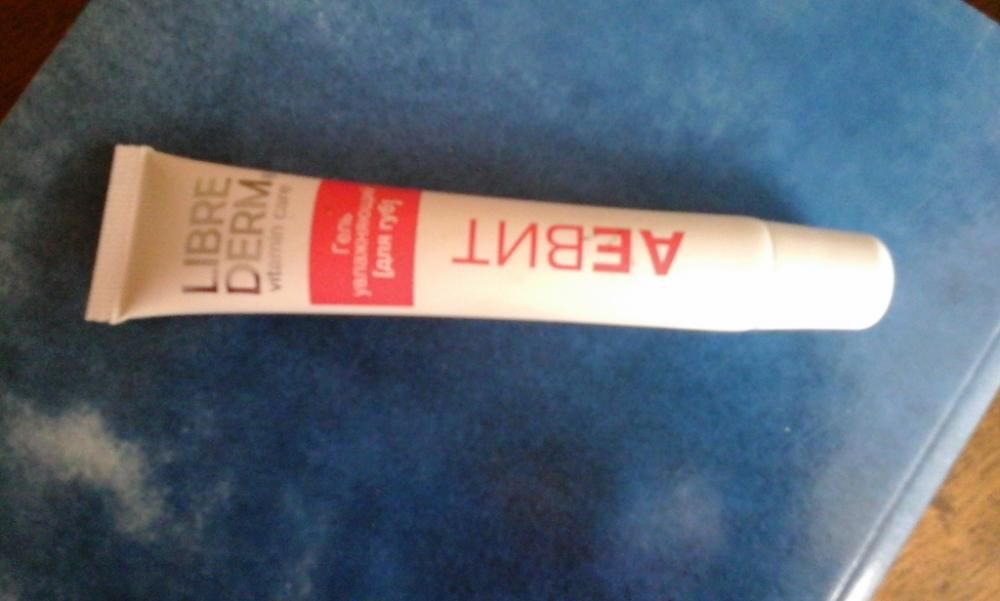 LIBRE
DERM
vitamin care
Гель
увлажняющий
[для губ]
АЕВИТ